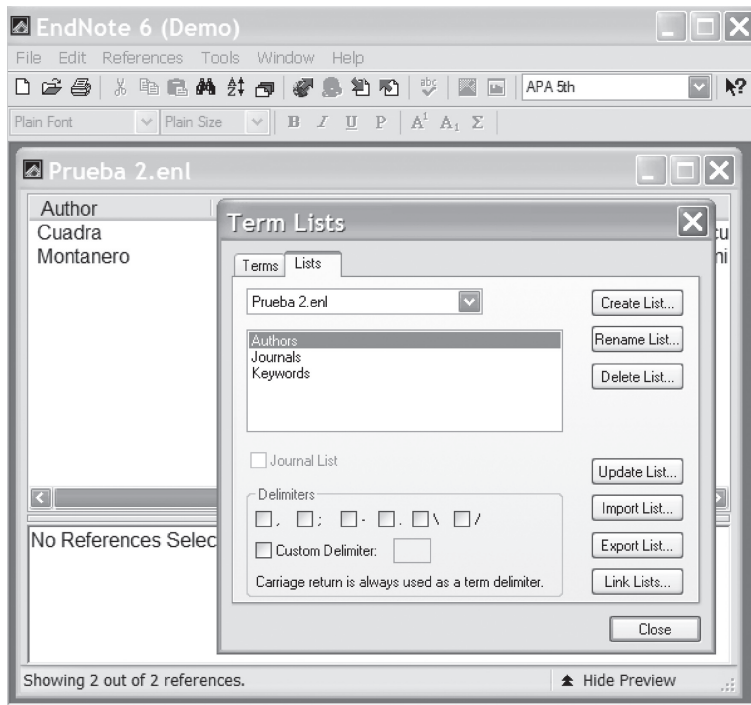 EndNote 6 (Demo)
File Edit References Tools Window Help
APA 5th
Plain Font Plain Size B I U P A¹ A₁ Σ
Prueba 2.enl
Author
Cuadra
Montanero
Term Lists
Terms Lists
Prueba 2.enl
Authors
Journals
Keywords
Create List...
Rename List...
Delete List...
Journal List
Delimiters
, ; - . \ /
Custom Delimiter:
Carriage return is always used as a term delimiter.
Update List...
Import List...
Export List...
Link Lists...
Close
No References Selec
Showing 2 out of 2 references.
Hide Preview